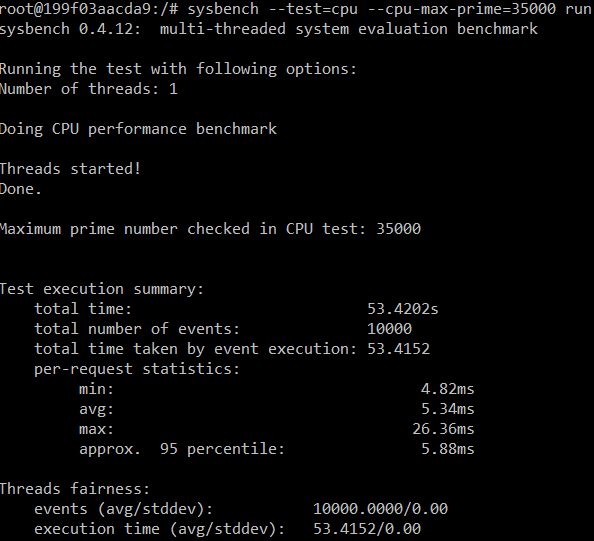 root@199f03aacda9:/# sysbench --test=cpu --cpu-max-prime=35000 run
sysbench 0.4.12:  multi-threaded system evaluation benchmark

Running the test with following options:
Number of threads: 1

Doing CPU performance benchmark

Threads started!
Done.

Maximum prime number checked in CPU test: 35000


Test execution summary:
    total time:                          53.4202s
    total number of events:              10000
    total time taken by event execution: 53.4152
    per-request statistics:
         min:                                  4.82ms
         avg:                                  5.34ms
         max:                                 26.36ms
         approx.  95 percentile:               5.88ms

Threads fairness:
    events (avg/stddev):           10000.0000/0.00
    execution time (avg/stddev):   53.4152/0.00